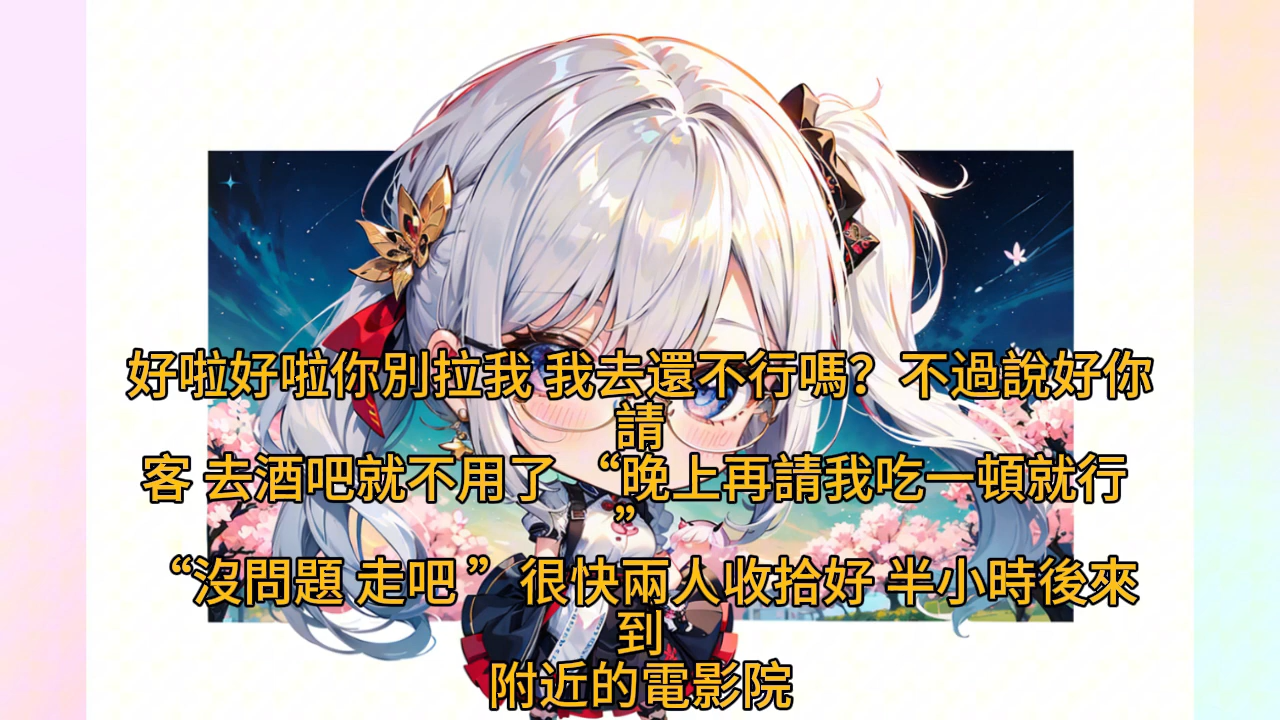 好啦好啦你別拉我 我去還不行嗎？不過說好你
請
客 去酒吧就不用了 “晚上再請我吃一頓就行
”
“沒問題 走吧 ”很快兩人收拾好 半小時後來
到
附近的電影院